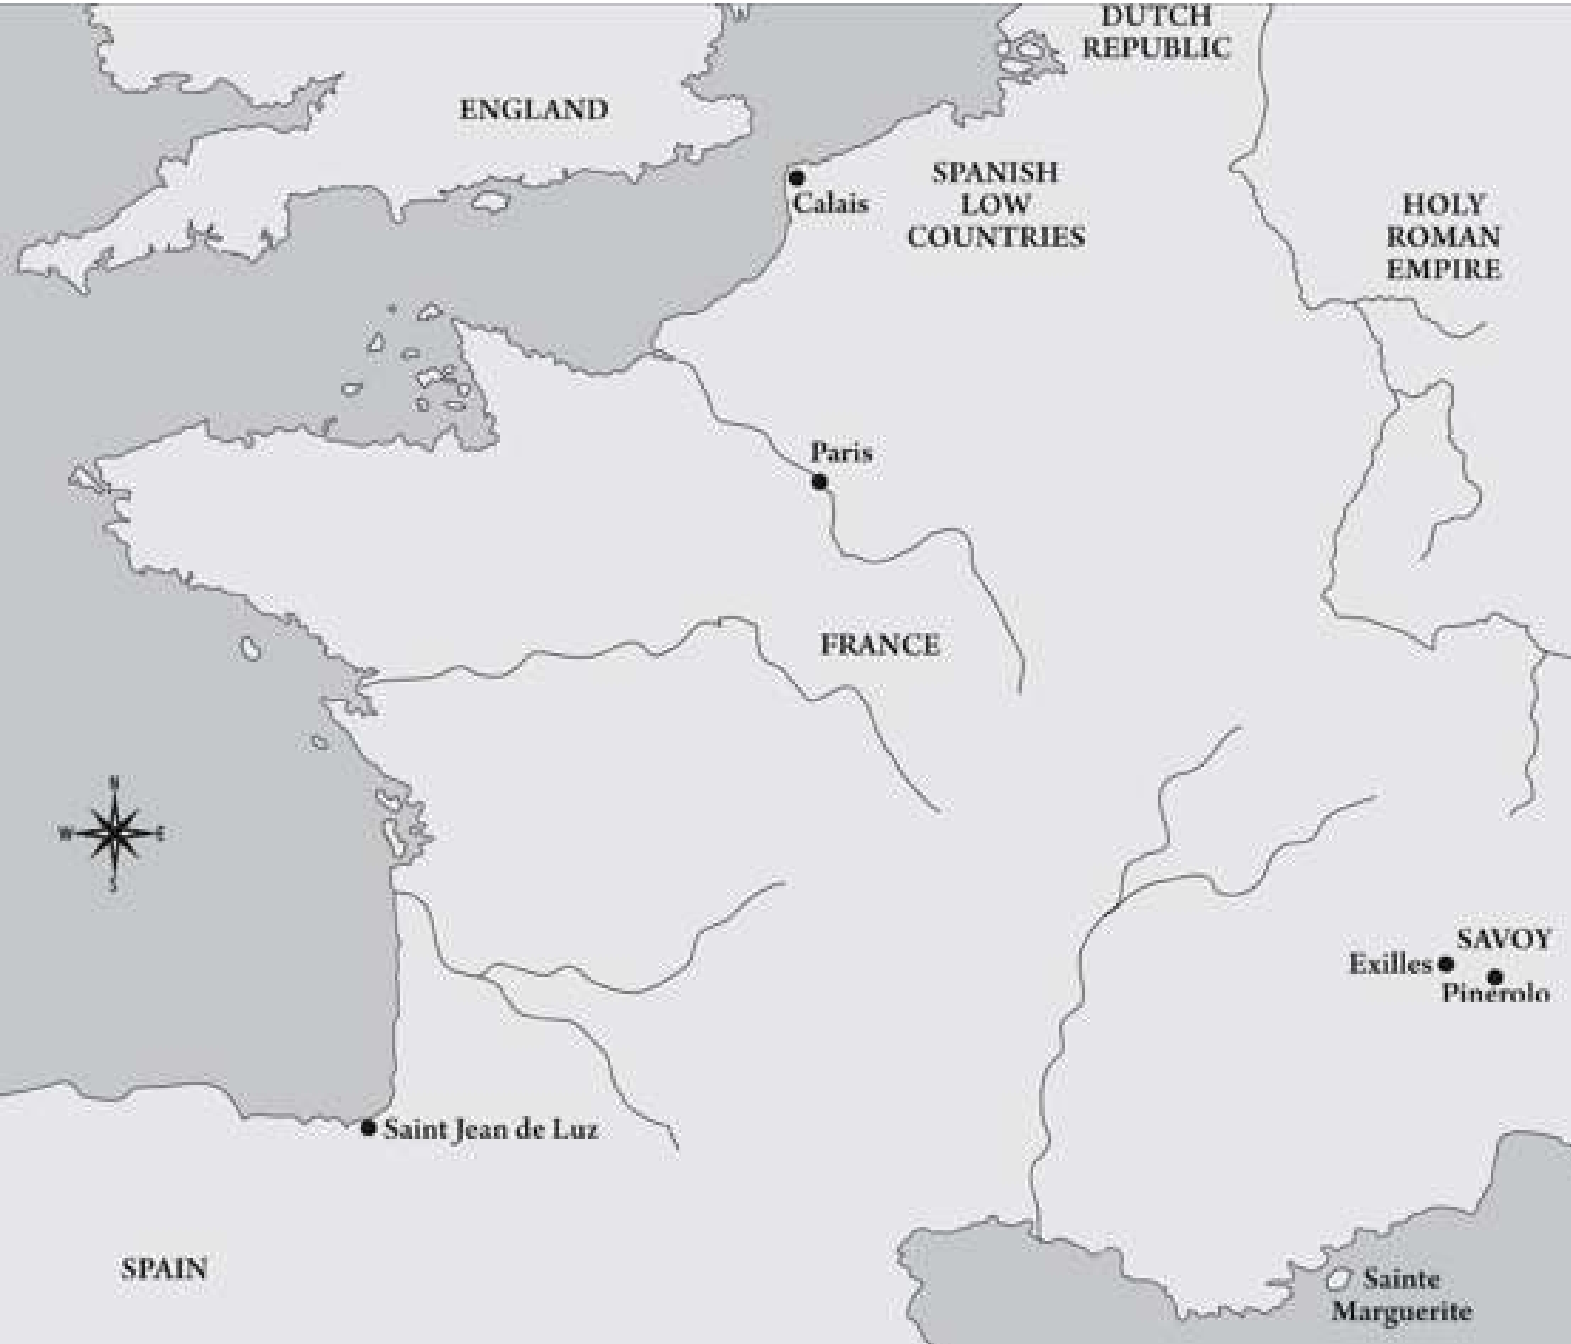 DUTCH
REPUBLIC
ENGLAND
SPANISH
LOW
COUNTRIES
Calais
HOLY
ROMAN
EMPIRE
Paris
FRANCE
N
W E
S
SAVOY
Exilles
Pinerolo
Saint Jean de Luz
SPAIN
Sainte
Marguerite